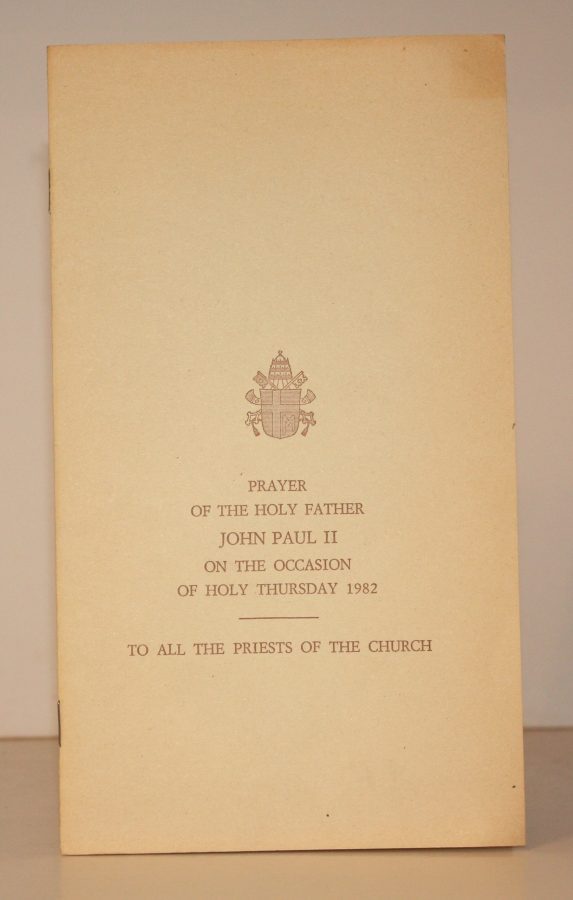 PRAYER
OF THE HOLY FATHER
JOHN PAUL II
ON THE OCCASION
OF HOLY THURSDAY 1982
TO ALL THE PRIESTS OF THE CHURCH